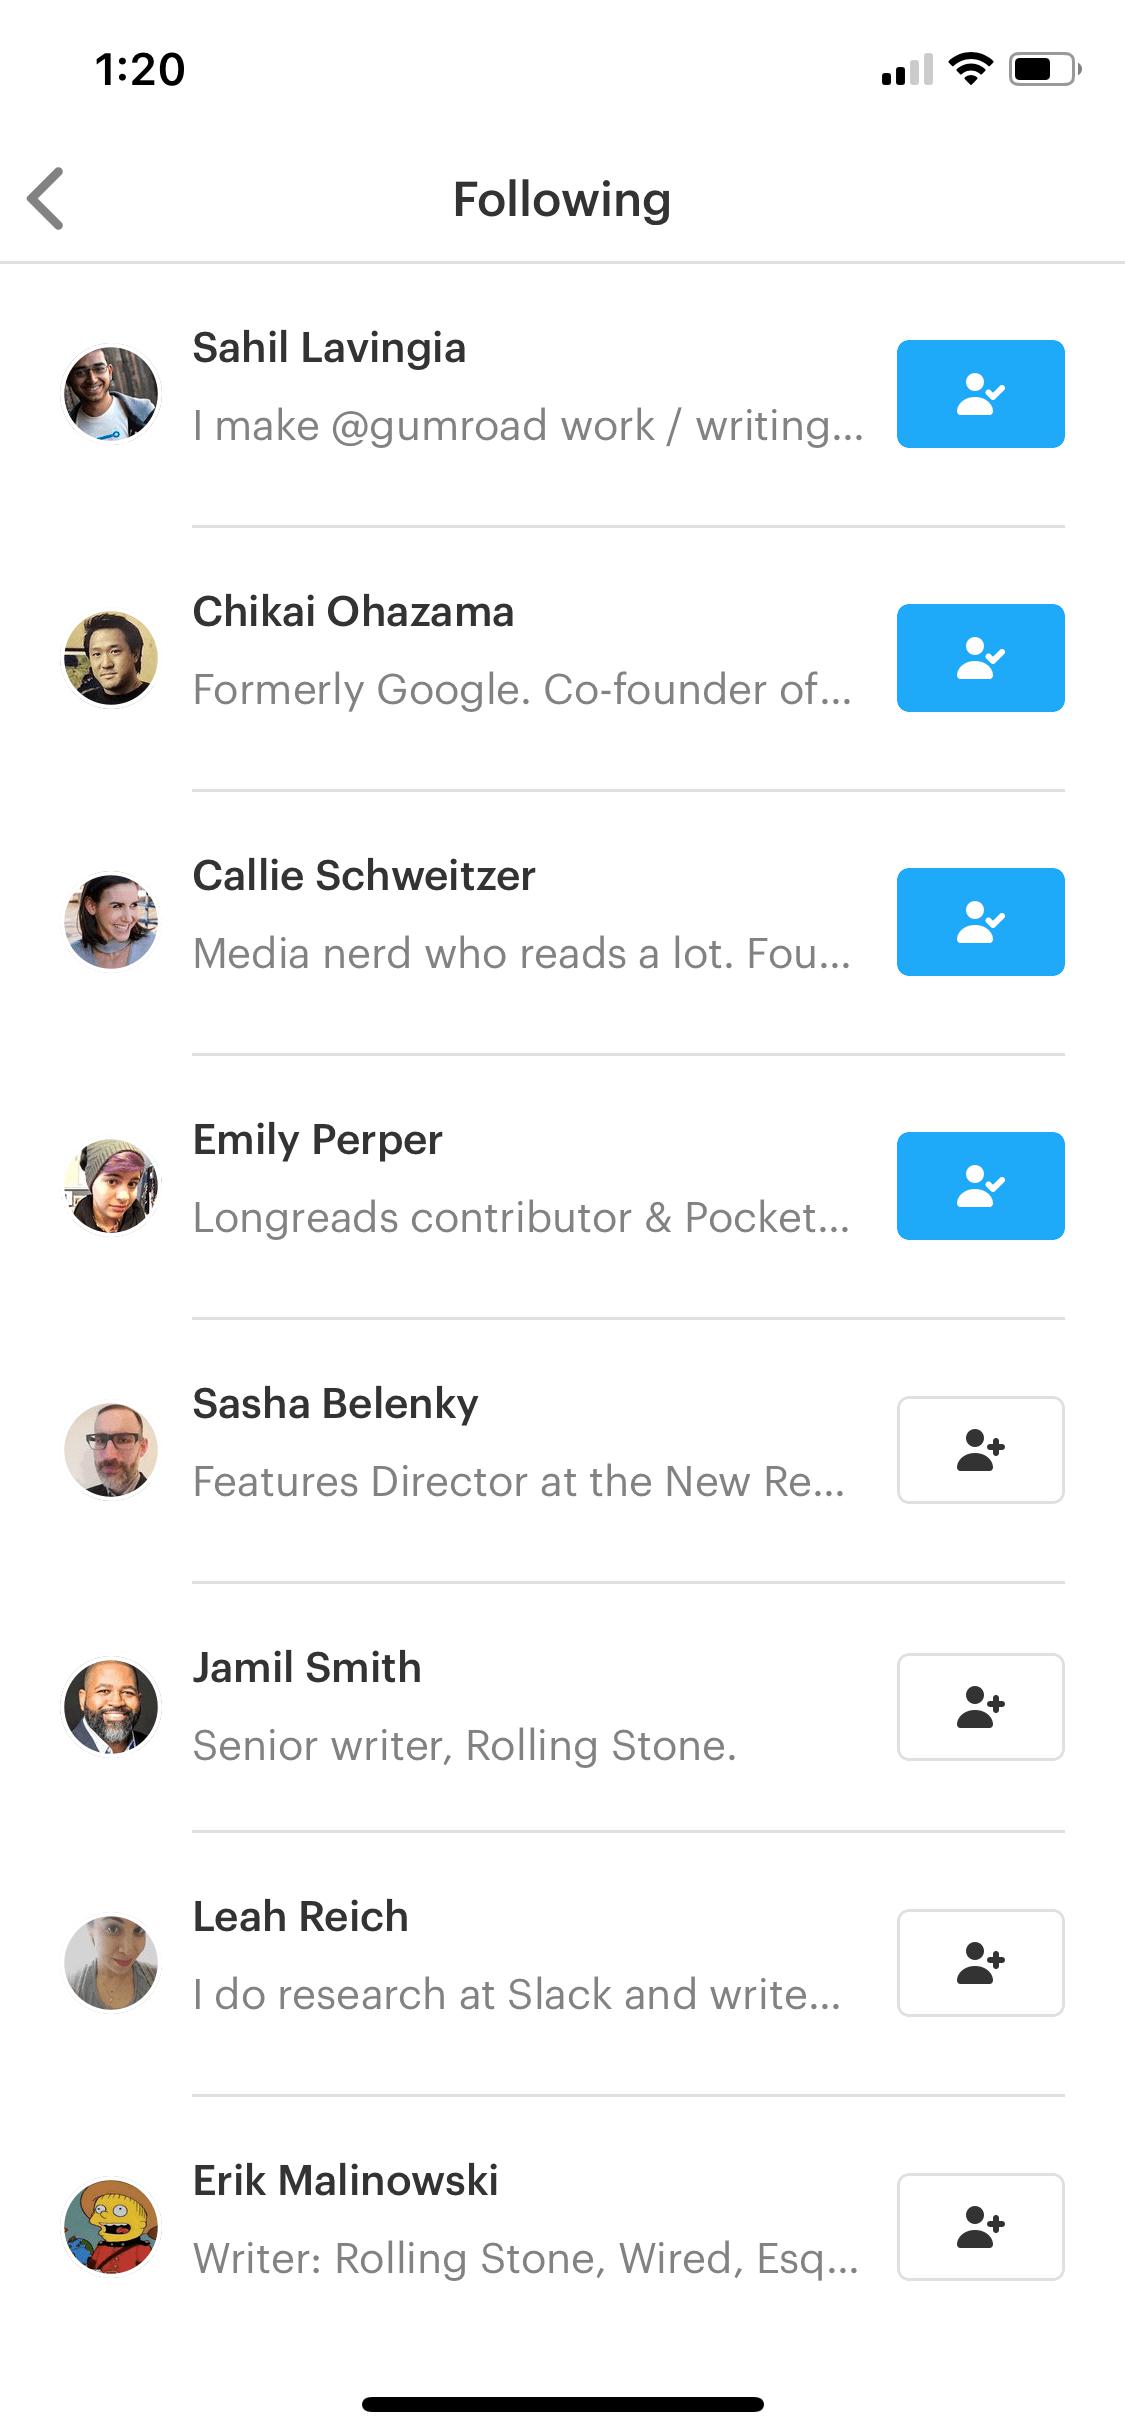 1:20
Following
Sahil Lavingia
I make @gumroad work / writing...
Chikai Ohazama
Formerly Google. Co-founder of...
Callie Schweitzer
Media nerd who reads a lot. Fou...
Emily Perper
Longreads contributor & Pocket...
Sasha Belenky
Features Director at the New Re...
Jamil Smith
Senior writer, Rolling Stone.
Leah Reich
I do research at Slack and write...
Erik Malinowski
Writer: Rolling Stone, Wired, Esq...